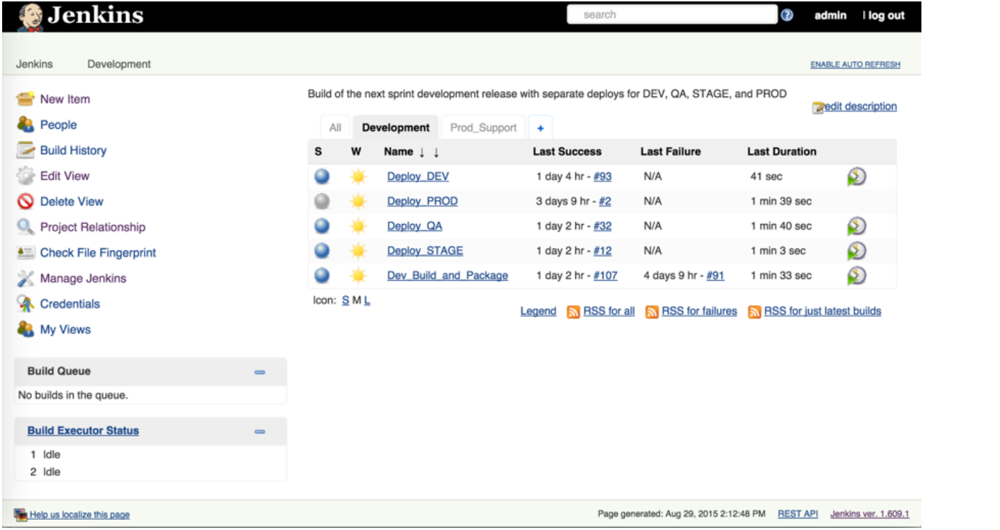 Jenkins
search
admin | log out
Jenkins Development
ENABLE AUTO REFRESH
New Item
People
Build History
Edit View
Delete View
Project Relationship
Check File Fingerprint
Manage Jenkins
Credentials
My Views
Build Queue
No builds in the queue.
Build Executor Status
1 Idle
2 Idle
Build of the next sprint development release with separate deploys for DEV, QA, STAGE, and PROD
edit description
All Development Prod_Support +
S W Name ↓ ↓ Last Success Last Failure Last Duration
Deploy_DEV 1 day 4 hr - #93 N/A 41 sec
Deploy_PROD 3 days 9 hr - #2 N/A 1 min 39 sec
Deploy_QA 1 day 2 hr - #32 N/A 1 min 40 sec
Deploy_STAGE 1 day 2 hr - #12 N/A 1 min 3 sec
Dev_Build_and_Package 1 day 2 hr - #107 4 days 9 hr - #91 1 min 33 sec
Icon: S M L
Legend RSS for all RSS for failures RSS for just latest builds
Help us localize this page
Page generated: Aug 29, 2015 2:12:48 PM REST API Jenkins ver. 1.609.1